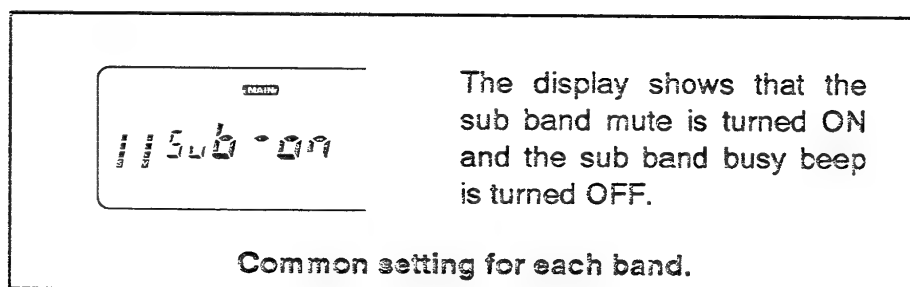 MAIN
11Sub-on
The display shows that the
sub band mute is turned ON
and the sub band busy beep
is turned OFF.
Common setting for each band.